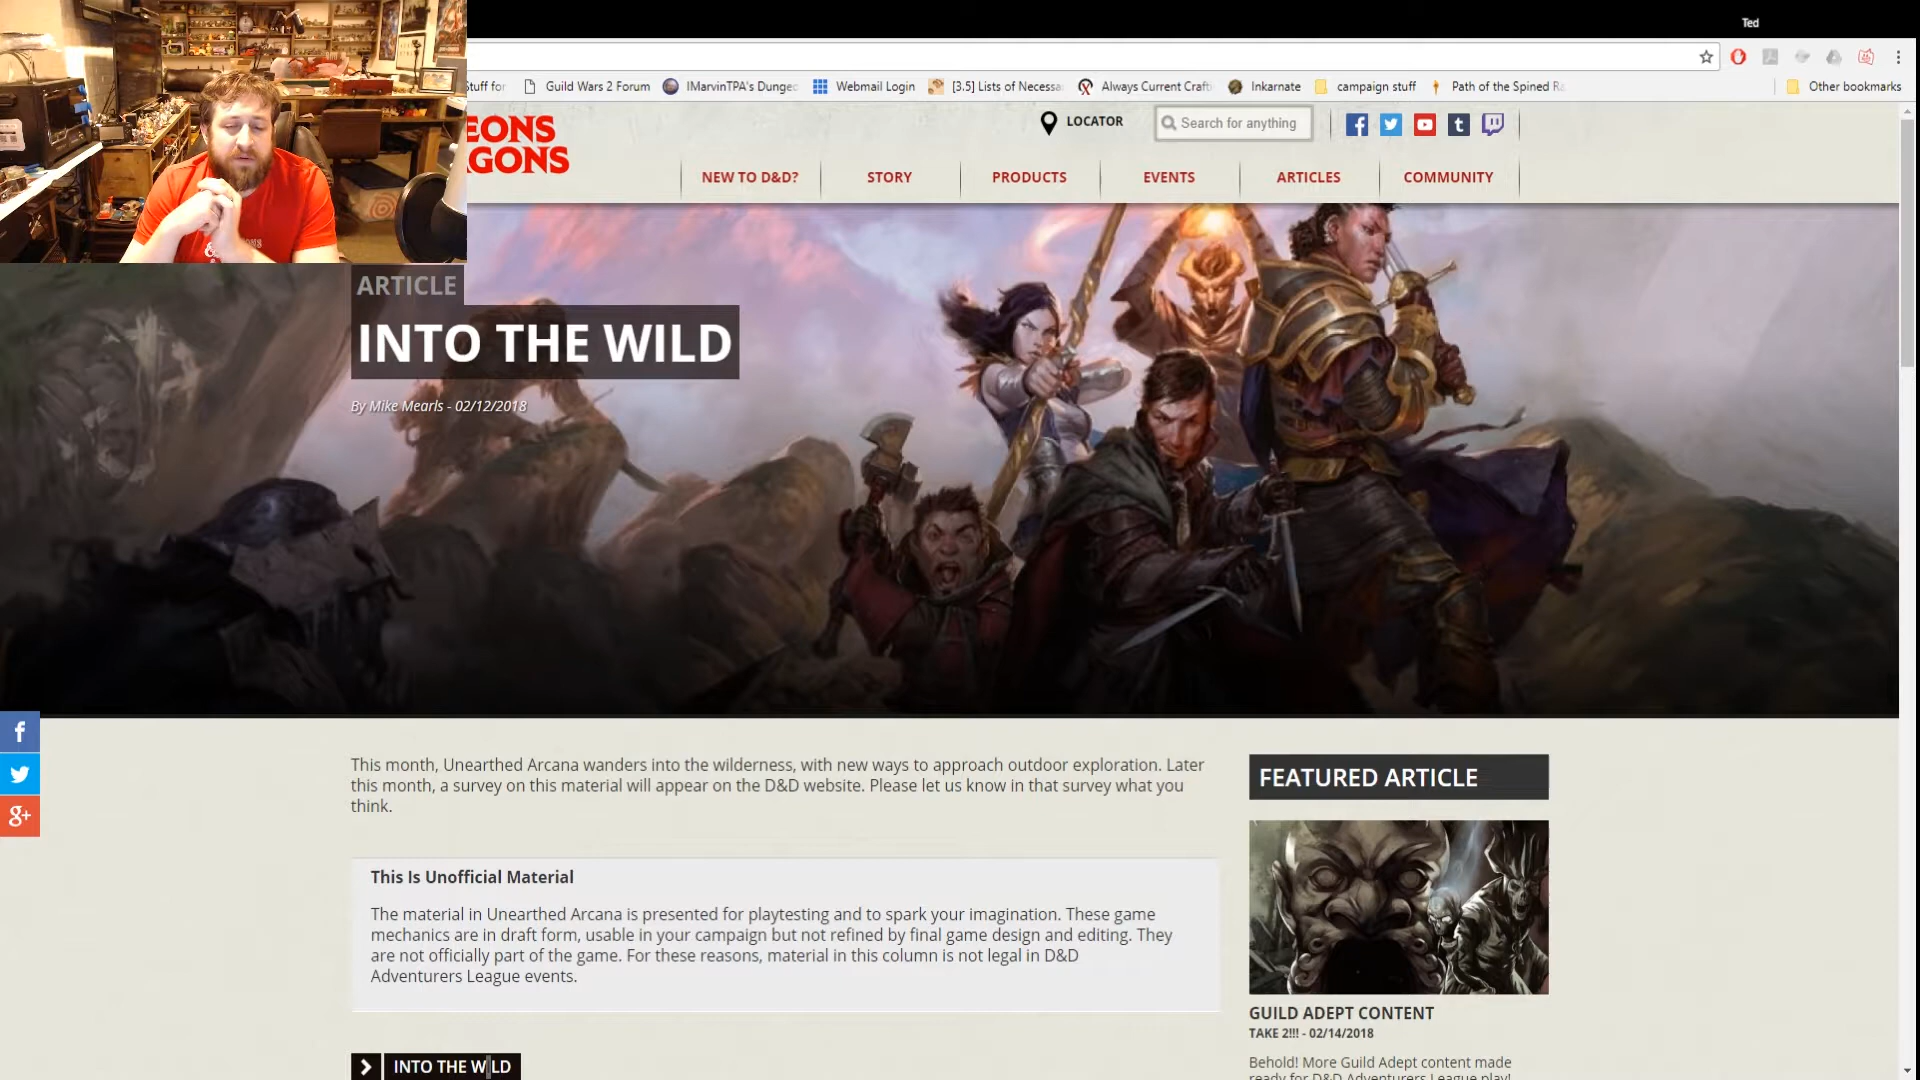 Ted
Stuff for Guild Wars 2 Forum IMarvinTPA's Dunge Webmail Login [3.5] Lists of Necessa Always Current Craft Inkarnate campaign stuff Path of the Spined R Other bookmarks
EONS
GONS
LOCATOR Search for anything
NEW TO D&D? STORY PRODUCTS EVENTS ARTICLES COMMUNITY
ARTICLE
INTO THE WILD
By Mike Mearls - 02/12/2018
This month, Unearthed Arcana wanders into the wilderness, with new ways to approach outdoor exploration. Later
this month, a survey on this material will appear on the D&D website. Please let us know in that survey what you
think.
This Is Unofficial Material
The material in Unearthed Arcana is presented for playtesting and to spark your imagination. These game
mechanics are in draft form, usable in your campaign but not refined by final game design and editing. They
are not officially part of the game. For these reasons, material in this column is not legal in D&D
Adventurers League events.
INTO THE WILD
FEATURED ARTICLE
GUILD ADEPT CONTENT
TAKE 2!!! - 02/14/2018
Behold! More Guild Adept content made
ready for D&D Adventurers League play!